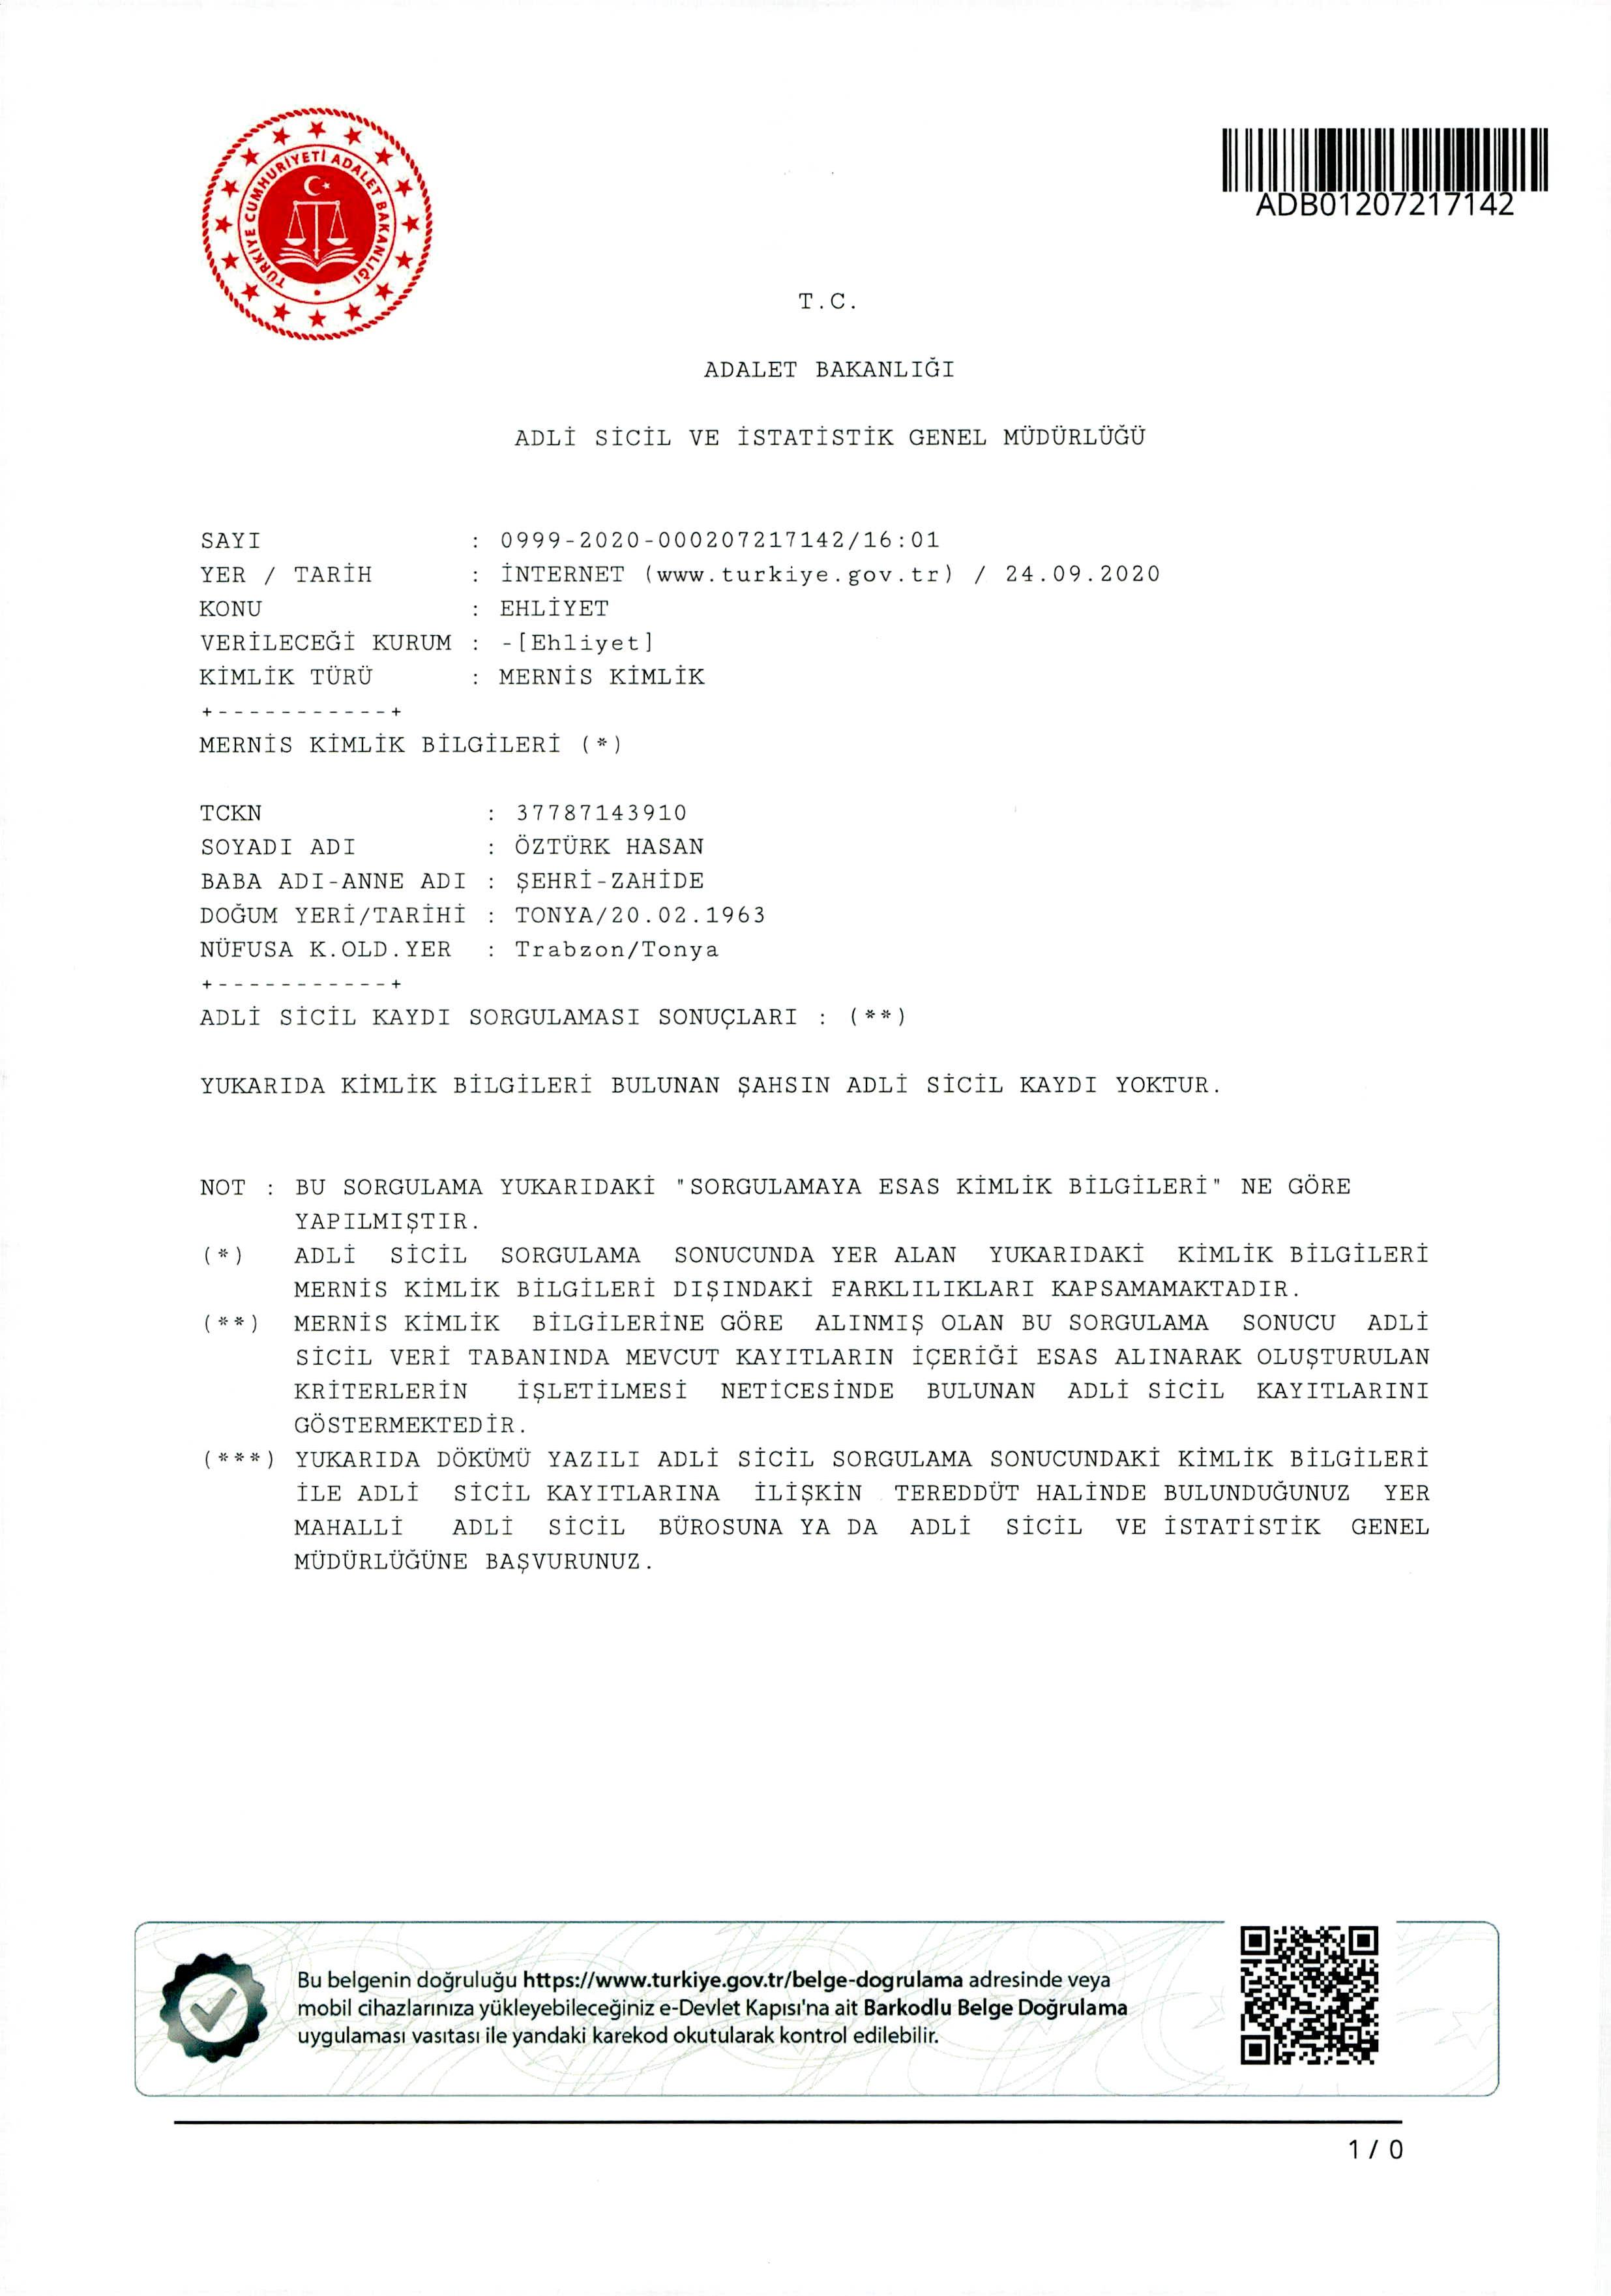 TÜRKİYE CUMHURİYETİ ADALET BAKANLIĞI
ADB01207217142
T.C.
ADALET BAKANLIĞI
ADLİ SİCİL VE İSTATİSTİK GENEL MÜDÜRLÜĞÜ
SAYI : 0999-2020-000207217142/16:01
YER / TARİH : İNTERNET (www.turkiye.gov.tr) / 24.09.2020
KONU : EHLİYET
VERİLECEĞİ KURUM : -[Ehliyet]
KİMLİK TÜRÜ : MERNİS KİMLİK
+-----------+
MERNİS KİMLİK BİLGİLERİ (*)
TCKN : 37787143910
SOYADI ADI : ÖZTÜRK HASAN
BABA ADI-ANNE ADI : ŞEHRİ-ZAHİDE
DOĞUM YERİ/TARİHİ : TONYA/20.02.1963
NÜFUSA K.OLD.YER : Trabzon/Tonya
+-----------+
ADLİ SİCİL KAYDI SORGULAMASI SONUÇLARI : (**)
YUKARIDA KİMLİK BİLGİLERİ BULUNAN ŞAHSIN ADLİ SİCİL KAYDI YOKTUR.
NOT : BU SORGULAMA YUKARIDAKİ "SORGULAMAYA ESAS KİMLİK BİLGİLERİ" NE GÖRE
YAPILMIŞTIR.
(*) ADLİ SİCİL SORGULAMA SONUCUNDA YER ALAN YUKARIDAKİ KİMLİK BİLGİLERİ
MERNİS KİMLİK BİLGİLERİ DIŞINDAKİ FARKLILIKLARI KAPSAMAMAKTADIR.
(**) MERNİS KİMLİK BİLGİLERİNE GÖRE ALINMIŞ OLAN BU SORGULAMA SONUCU ADLİ
SİCİL VERİ TABANINDA MEVCUT KAYITLARIN İÇERİĞİ ESAS ALINARAK OLUŞTURULAN
KRİTERLERİN İŞLETİLMESİ NETİCESİNDE BULUNAN ADLİ SİCİL KAYITLARINI
GÖSTERMEKTEDİR.
(***) YUKARIDA DÖKÜMÜ YAZILI ADLİ SİCİL SORGULAMA SONUCUNDAKİ KİMLİK BİLGİLERİ
İLE ADLİ SİCİL KAYITLARINA İLİŞKİN TEREDDÜT HALİNDE BULUNDUĞUNUZ YER
MAHALLİ ADLİ SİCİL BÜROSUNA YA DA ADLİ SİCİL VE İSTATİSTİK GENEL
MÜDÜRLÜĞÜNE BAŞVURUNUZ.
Bu belgenin doğruluğu https://www.turkiye.gov.tr/belge-dogrulama adresinde veya
mobil cihazlarınıza yükleyebileceğiniz e-Devlet Kapısı'na ait Barkodlu Belge Doğrulama
uygulaması vasıtası ile yandaki karekod okutularak kontrol edilebilir.
1 / 0